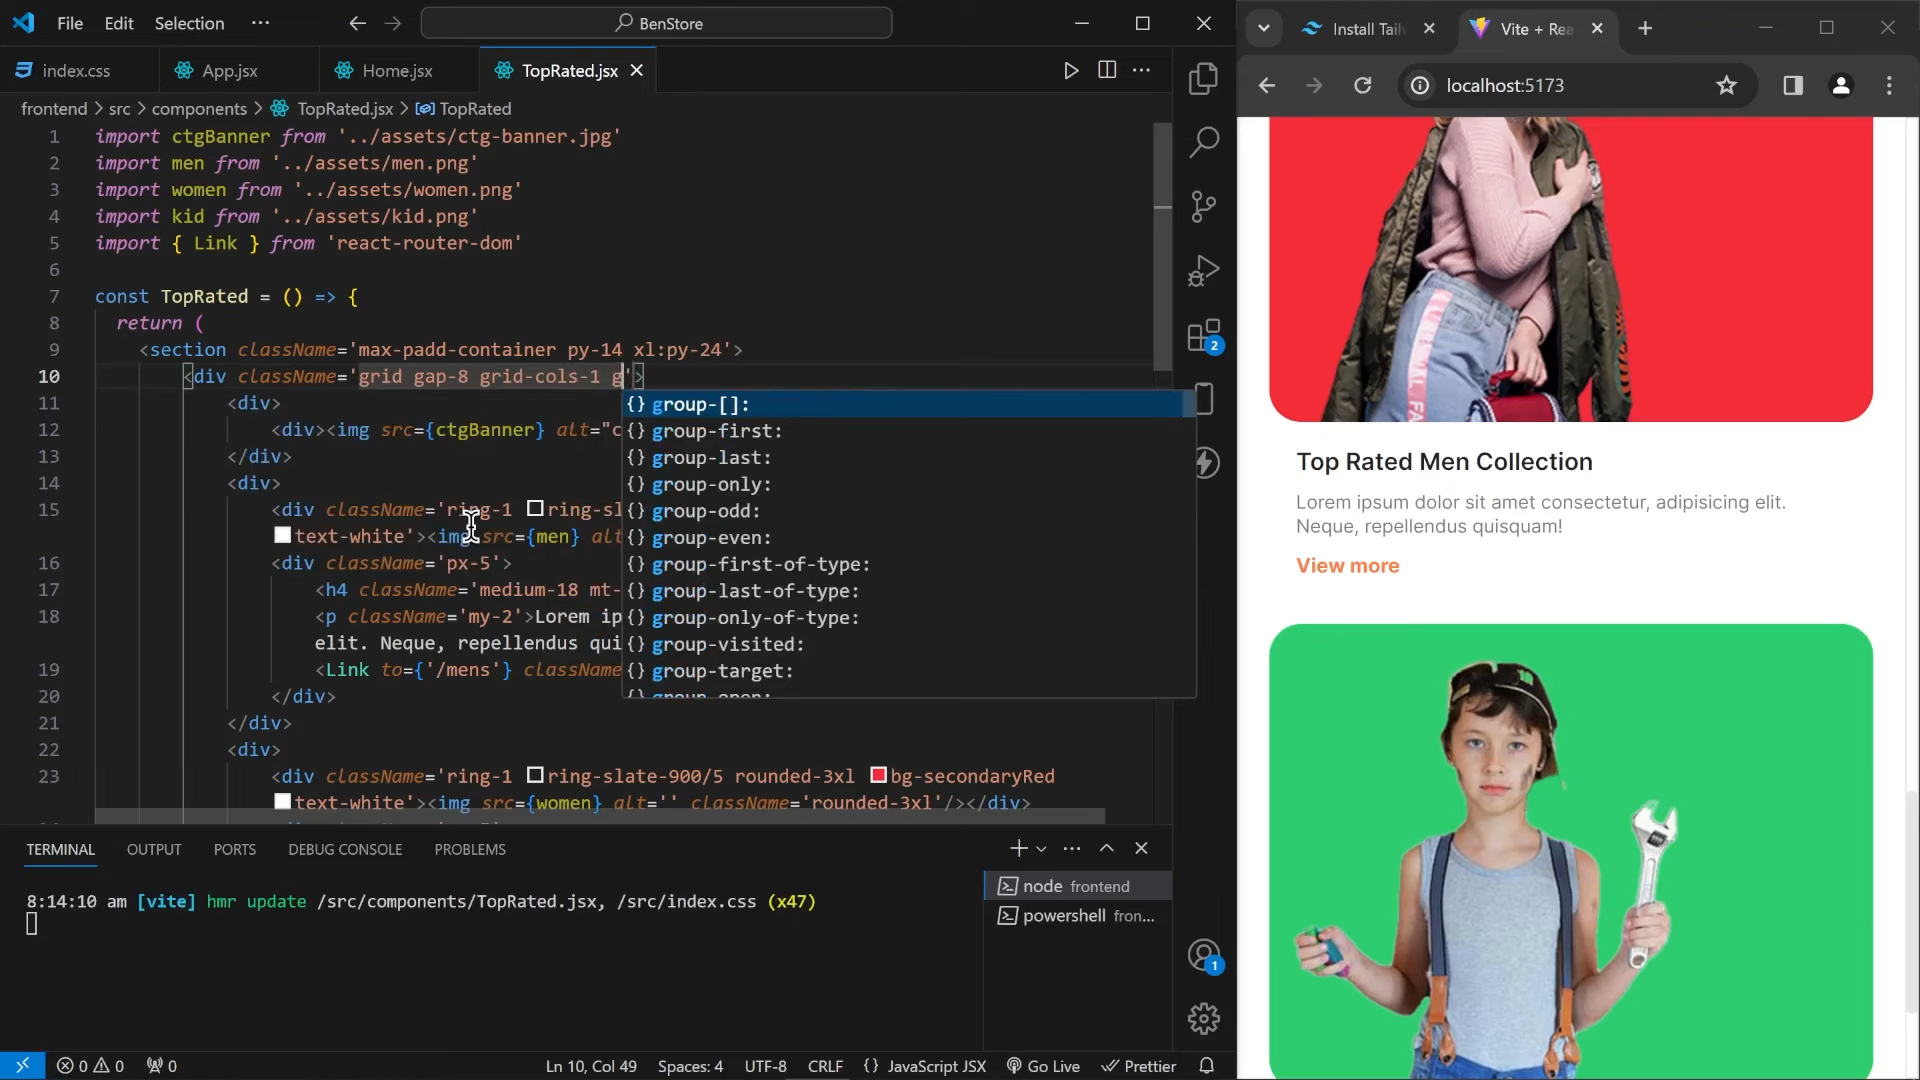 File Edit Selection ··· BenStore
index.css App.jsx Home.jsx TopRated.jsx
frontend > src > components > TopRated.jsx > TopRated
1 import ctgBanner from '../assets/ctg-banner.jpg'
2 import men from '../assets/men.png'
3 import women from '../assets/women.png'
4 import kid from '../assets/kid.png'
5 import { Link } from 'react-router-dom'
6
7 const TopRated = () => {
8 return (
9 <section className='max-padd-container py-14 xl:py-24'>
10 <div className='grid gap-8 grid-cols-1 g'>
11 <div>
12 <div><img src={ctgBanner} alt="c
13 </div>
14 <div>
15 <div className='ring-1 ring-sl
text-white'><img src={men} alt
16 <div className='px-5'>
17 <h4 className='medium-18 mt-
18 <p className='my-2'>Lorem ip
elit. Neque, repellendus qui
19 <Link to={'/mens'} className
20 </div>
21 </div>
22 <div>
23 <div className='ring-1 ring-slate-900/5 rounded-3xl bg-secondaryRed
text-white'><img src={women} alt='' className='rounded-3xl'/></div>
{} group-[]:
{} group-first:
{} group-last:
{} group-only:
{} group-odd:
{} group-even:
{} group-first-of-type:
{} group-last-of-type:
{} group-only-of-type:
{} group-visited:
{} group-target:
{} group-open:
2
TERMINAL OUTPUT PORTS DEBUG CONSOLE PROBLEMS
8:14:10 am [vite] hmr update /src/components/TopRated.jsx, /src/index.css (x47)
node frontend
powershell fron...
1
0 0 0 Ln 10, Col 49 Spaces: 4 UTF-8 CRLF {} JavaScript JSX Go Live Prettier
Install Tail Vite + Rea
localhost:5173
Top Rated Men Collection
Lorem ipsum dolor sit amet consectetur, adipisicing elit.
Neque, repellendus quisquam!
View more